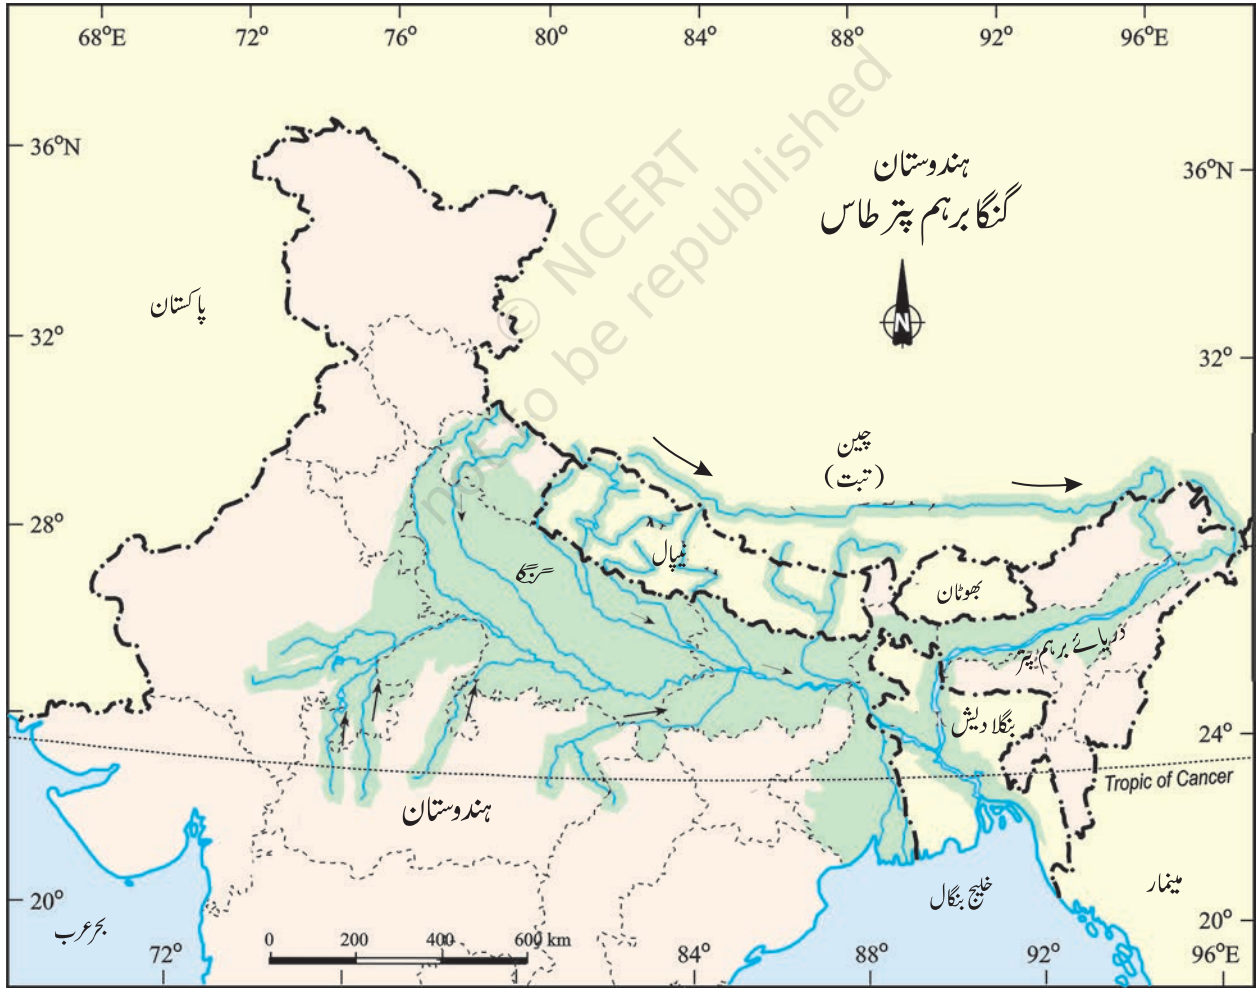 68°E 72° 76° 80° 84° 88° 92° 96°E
36°N
36°N
ہندوستان
گنگا برہم پتر طاس
© NCERT
not to be republished
N
پاکستان
32°
32°
چین
(تبت)
28°
28°
نیپال
گنگا
بھوٹان
دریائے برہم پتر
بنگلا دیش
24°
Tropic of Cancer
ہندوستان
مینمار
خلیج بنگال
20°
20°
بحر عرب
0 200 400 600 km
72° 84° 88° 92° 96°E